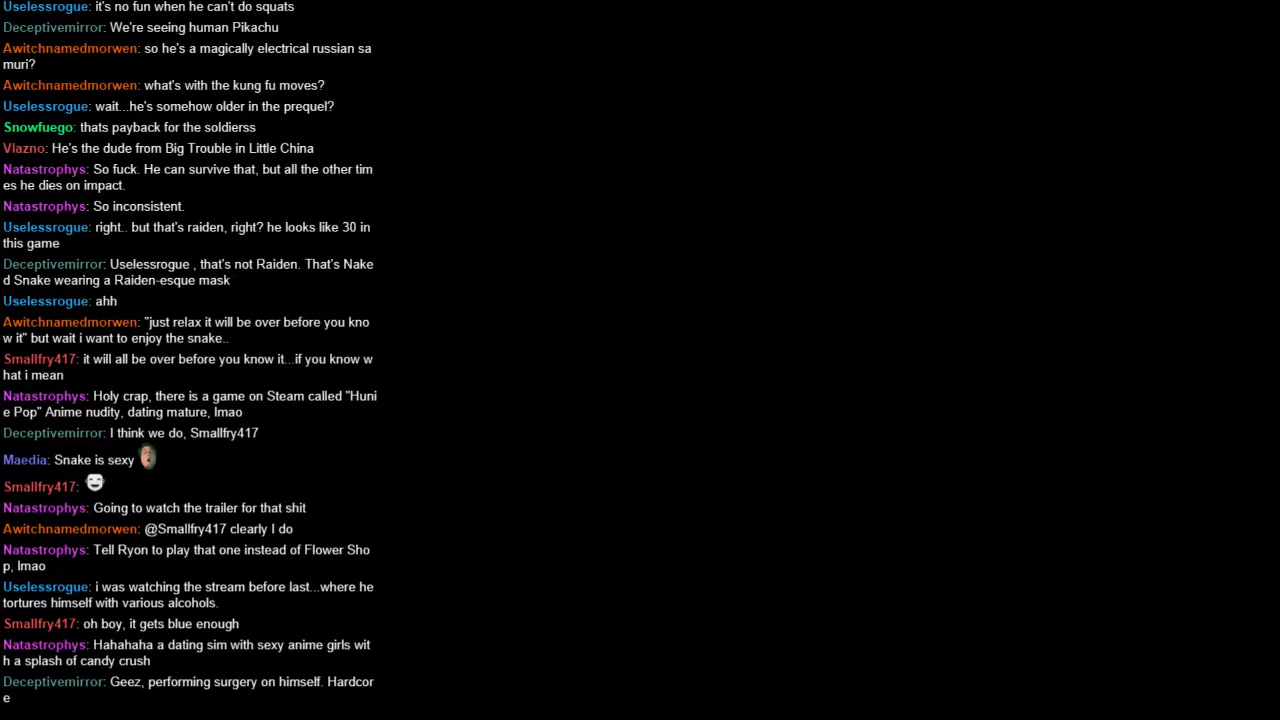 Uselessrogue: it's no fun when he can't do squats
Deceptivemirror: We're seeing human Pikachu
Awitchnamedmorwen: so he's a magically electrical russian sa
muri?
Awitchnamedmorwen: what's with the kung fu moves?
Uselessrogue: wait...he's somehow older in the prequel?
Snowfuego: thats payback for the soldierss
Vlazno: He's the dude from Big Trouble in Little China
Natastrophys: So fuck. He can survive that, but all the other tim
es he dies on impact.
Natastrophys: So inconsistent.
Uselessrogue: right.. but that's raiden, right? he looks like 30 in
this game
Deceptivemirror: Uselessrogue , that's not Raiden. That's Nake
d Snake wearing a Raiden-esque mask
Uselessrogue: ahh
Awitchnamedmorwen: "just relax it will be over before you kno
w it" but wait i want to enjoy the snake..
Smallfry417: it will all be over before you know it...if you know w
hat i mean
Natastrophys: Holy crap, there is a game on Steam called "Huni
e Pop" Anime nudity, dating mature, lmao
Deceptivemirror: I think we do, Smallfry417
Maedia: Snake is sexy
Smallfry417:
Natastrophys: Going to watch the trailer for that shit
Awitchnamedmorwen: @Smallfry417 clearly I do
Natastrophys: Tell Ryon to play that one instead of Flower Sho
p, lmao
Uselessrogue: i was watching the stream before last...where he
tortures himself with various alcohols.
Smallfry417: oh boy, it gets blue enough
Natastrophys: Hahahaha a dating sim with sexy anime girls wit
h a splash of candy crush
Deceptivemirror: Geez, performing surgery on himself. Hardcor
e